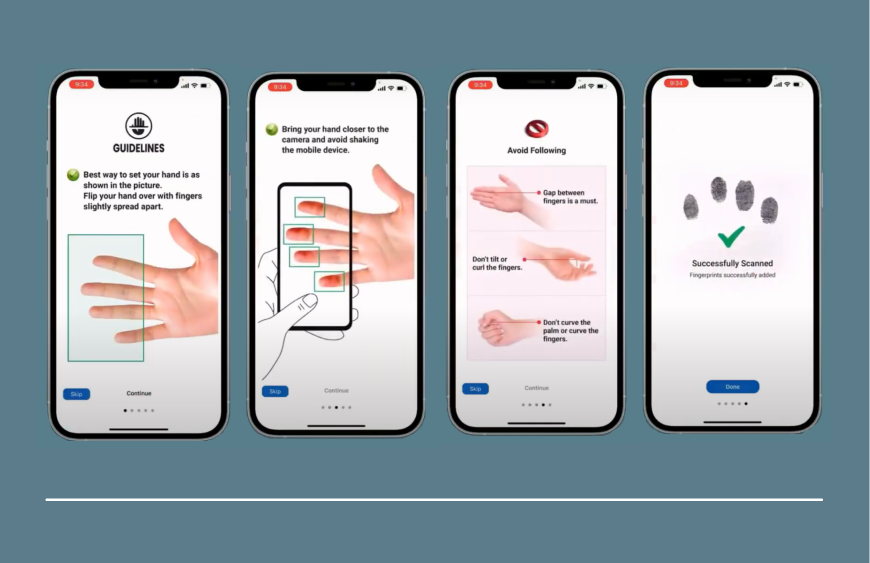 9:34
GUIDELINES
Best way to set your hand is as
shown in the picture.
Flip your hand over with fingers
slightly spread apart.
Skip
Continue
9:34
Bring your hand closer to the
camera and avoid shaking
the mobile device.
Skip
Continue
9:34
Avoid Following
Gap between
fingers is a must.
Don't tilt or
curl the fingers.
Don't curve the
palm or curve the
fingers.
Skip
Continue
9:34
Successfully Scanned
Fingerprints successfully added
Done